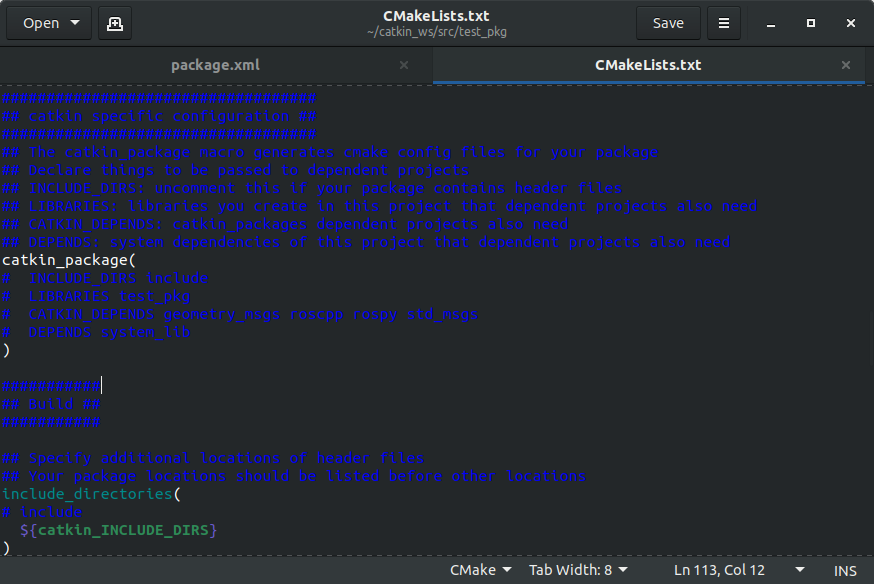 Open
CMakeLists.txt
~/catkin_ws/src/test_pkg
Save
package.xml
CMakeLists.txt
###################################
## catkin specific configuration ##
###################################
## The catkin_package macro generates cmake config files for your package
## Declare things to be passed to dependent projects
## INCLUDE_DIRS: uncomment this if your package contains header files
## LIBRARIES: libraries you create in this project that dependent projects also need
## CATKIN_DEPENDS: catkin_packages dependent projects also need
## DEPENDS: system dependencies of this project that dependent projects also need
catkin_package(
#  INCLUDE_DIRS include
#  LIBRARIES test_pkg
#  CATKIN_DEPENDS geometry_msgs roscpp rospy std_msgs
#  DEPENDS system_lib
)
###########
## Build ##
###########
## Specify additional locations of header files
## Your package locations should be listed before other locations
include_directories(
# include
  ${catkin_INCLUDE_DIRS}
)
CMake
Tab Width: 8
Ln 113, Col 12
INS